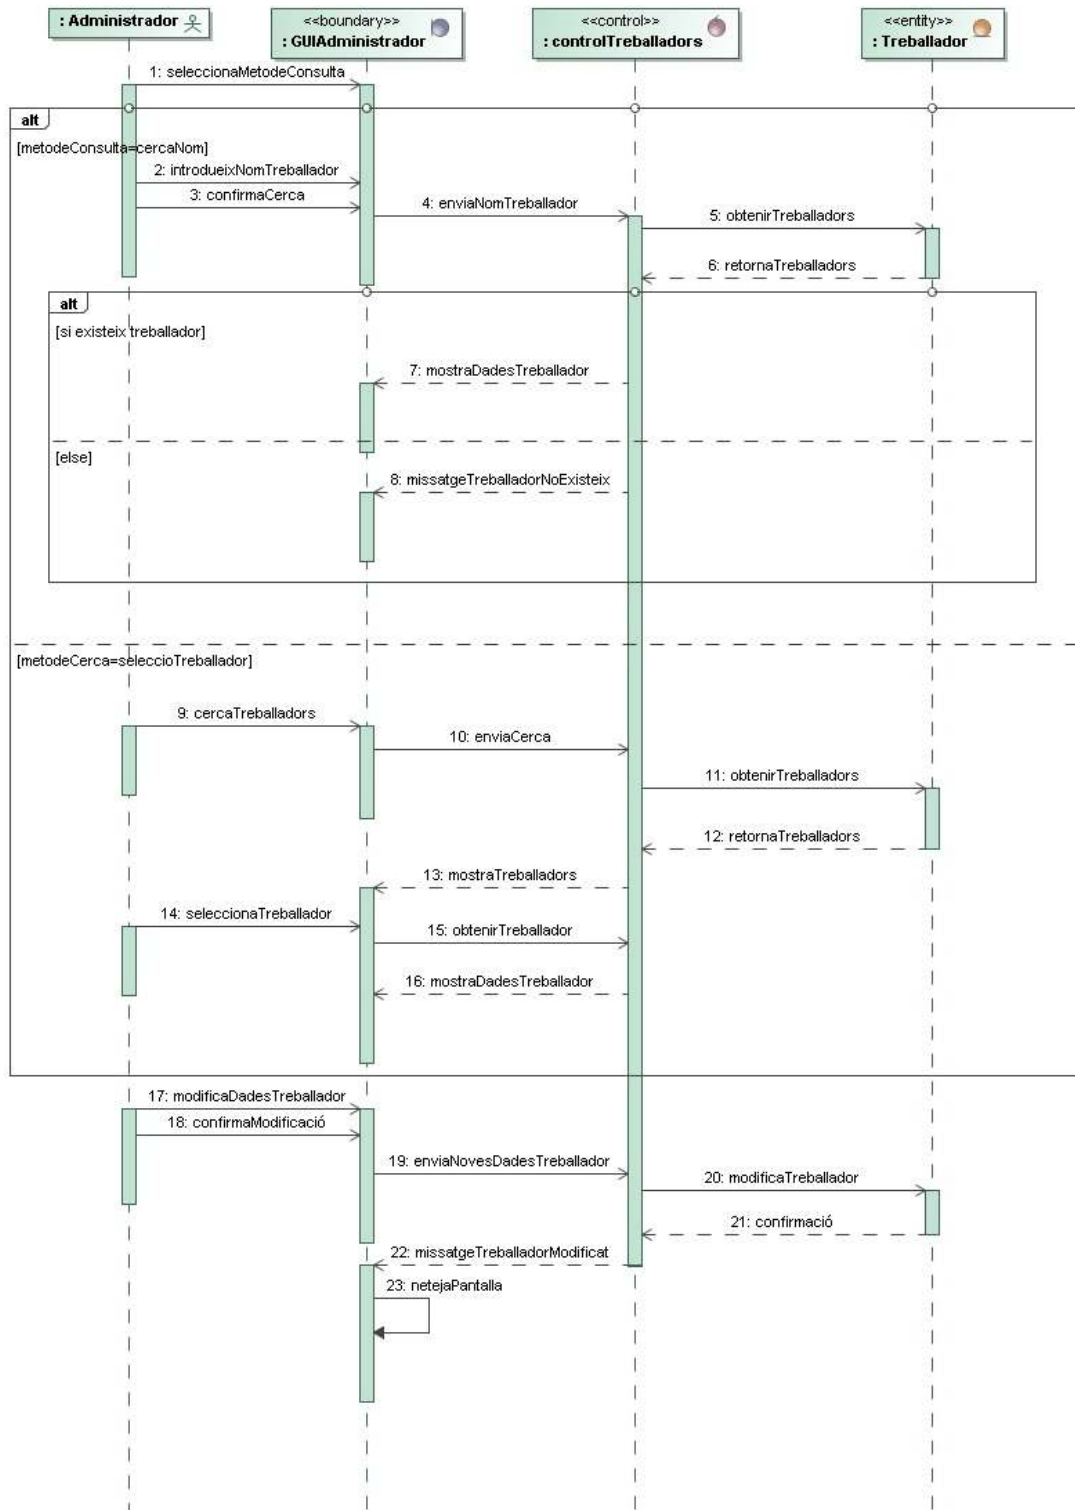 : Administrador
<<boundary>>
: GUIAdministrador
<<control>>
: controlTreballadors
<<entity>>
: Treballador
1: seleccionaMetodeConsulta
alt
[metodeConsulta=cercaNom]
2: introdueixNomTreballador
3: confirmaCerca
4: enviaNomTreballador
5: obtenirTreballadors
6: retornaTreballadors
alt
[si existeix treballador]
7: mostraDadesTreballador
[else]
8: missatgeTreballadorNoExisteix
[metodeCerca=seleccioTreballador]
9: cercaTreballadors
10: enviaCerca
11: obtenirTreballadors
12: retornaTreballadors
13: mostraTreballadors
14: seleccionaTreballador
15: obtenirTreballador
16: mostraDadesTreballador
17: modificaDadesTreballador
18: confirmaModificació
19: enviaNovesDadesTreballador
20: modificaTreballador
21: confirmació
22: missatgeTreballadorModificat
23: netejaPantalla